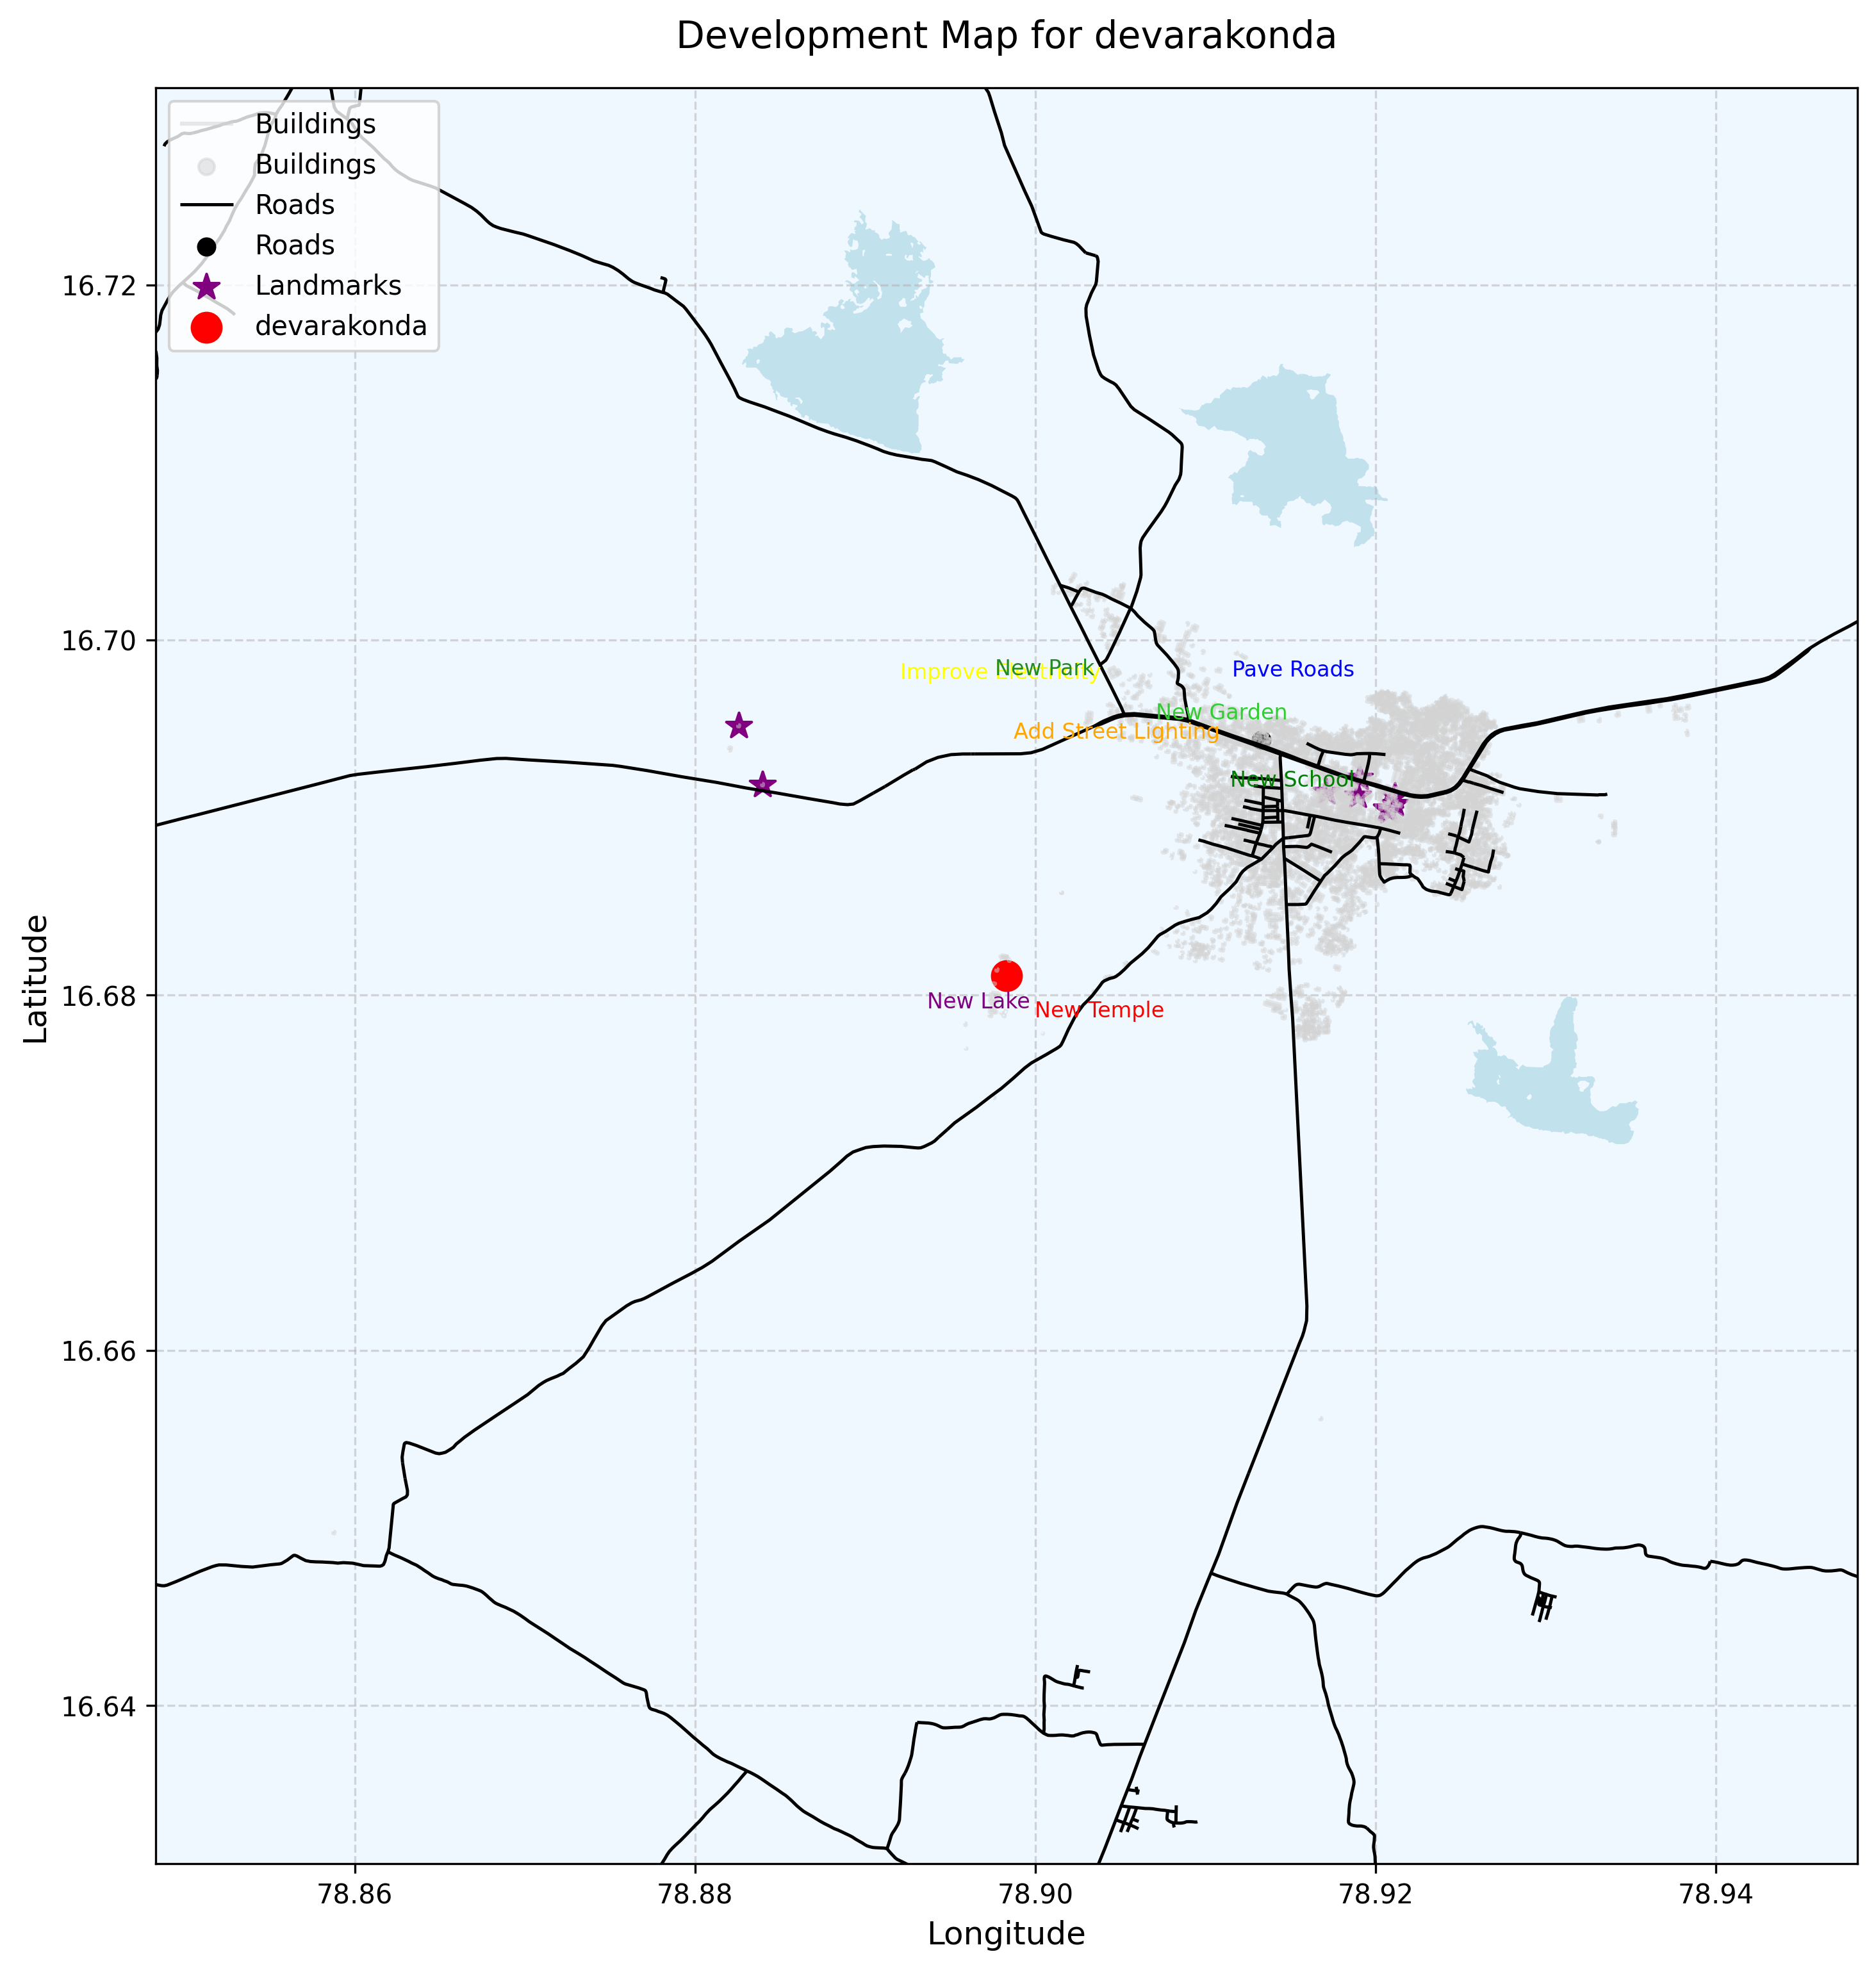 Development Map for devarakonda
Buildings
Buildings
Roads
Roads
Landmarks
devarakonda
16.72
16.70
16.68
16.66
16.64
Latitude
Improve Electricity
New Park
Pave Roads
New Garden
Add Street Lighting
New School
New Lake
New Temple
78.86
78.88
78.90
78.92
78.94
Longitude